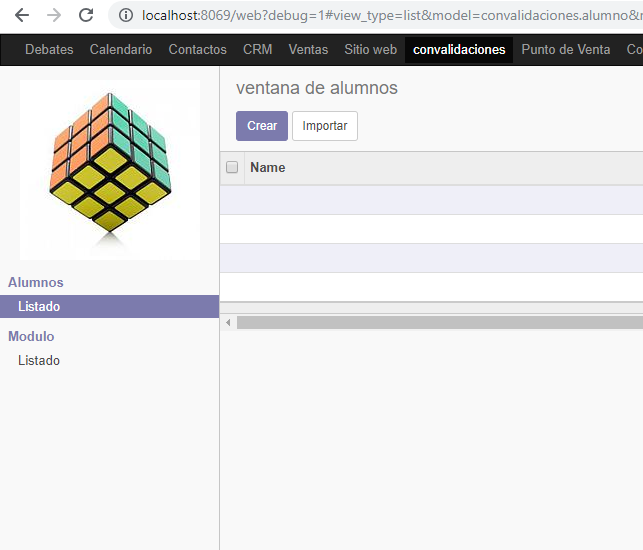 localhost:8069/web?debug=1#view_type=list&model=convalidaciones.alumno&
Debates Calendario Contactos CRM Ventas Sitio web convalidaciones Punto de Venta Co
ventana de alumnos
Crear Importar
Name
Alumnos
Listado
Modulo
Listado